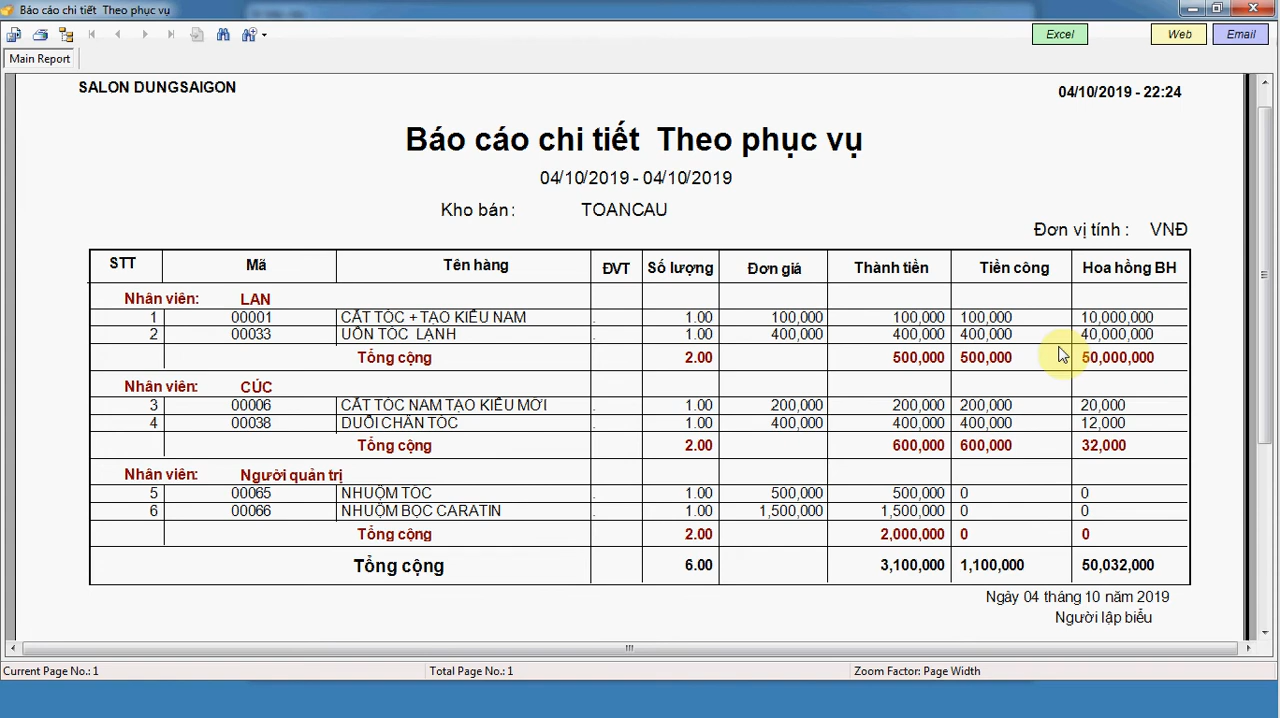 Báo cáo chi tiết Theo phục vụ
Excel Web Email
Main Report
SALON DUNGSAIGON
04/10/2019 - 22:24
Báo cáo chi tiết Theo phục vụ
04/10/2019 - 04/10/2019
Kho bán : TOANCAU
Đơn vị tính : VNĐ
STT Mã Tên hàng ĐVT Số lượng Đơn giá Thành tiền Tiền công Hoa hồng BH
Nhân viên: LAN
1 00001 CẮT TÓC + TẠO KIỂU NAM . 1.00 100,000 100,000 100,000 10,000,000
2 00033 UỐN TÓC LẠNH . 1.00 400,000 400,000 400,000 40,000,000
Tổng cộng 2.00 500,000 500,000 50,000,000
Nhân viên: CÚC
3 00006 CẮT TÓC NAM TẠO KIỂU MỚI . 1.00 200,000 200,000 200,000 20,000
4 00038 DUỖI CHÂN TÓC . 1.00 400,000 400,000 400,000 12,000
Tổng cộng 2.00 600,000 600,000 32,000
Nhân viên: Người quản trị
5 00065 NHUỘM TÓC . 1.00 500,000 500,000 0 0
6 00066 NHUỘM BỌC CARATIN . 1.00 1,500,000 1,500,000 0 0
Tổng cộng 2.00 2,000,000 0 0
Tổng cộng 6.00 3,100,000 1,100,000 50,032,000
Ngày 04 tháng 10 năm 2019
Người lập biểu
Current Page No.: 1 Total Page No.: 1 Zoom Factor: Page Width